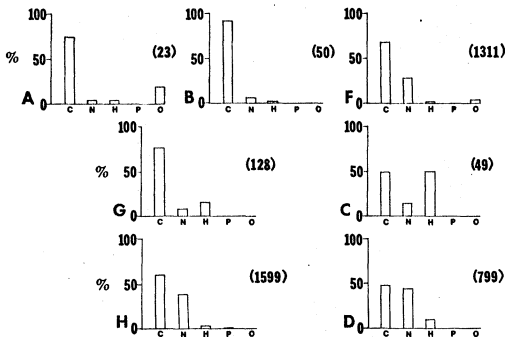 100 100 100
(23) (50) (1311)
% 50 50 50
A 0 B 0 F 0
C N H P O C N H P O C N H P O
100 100
(128) (49)
% 50 50
G 0 C 0
C N H P O C N H P O
100 100
(1599) (799)
% 50 50
H 0 D 0
C N H P O C N H P O